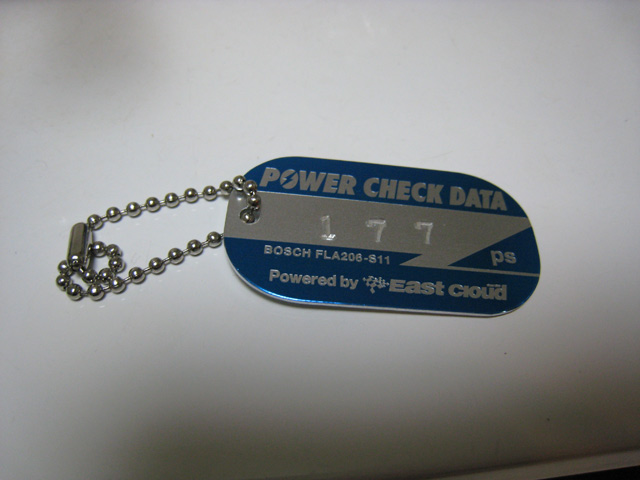 POWER CHECK DATA
177
ps
BOSCH FLA206-S11
Powered by East Cloud